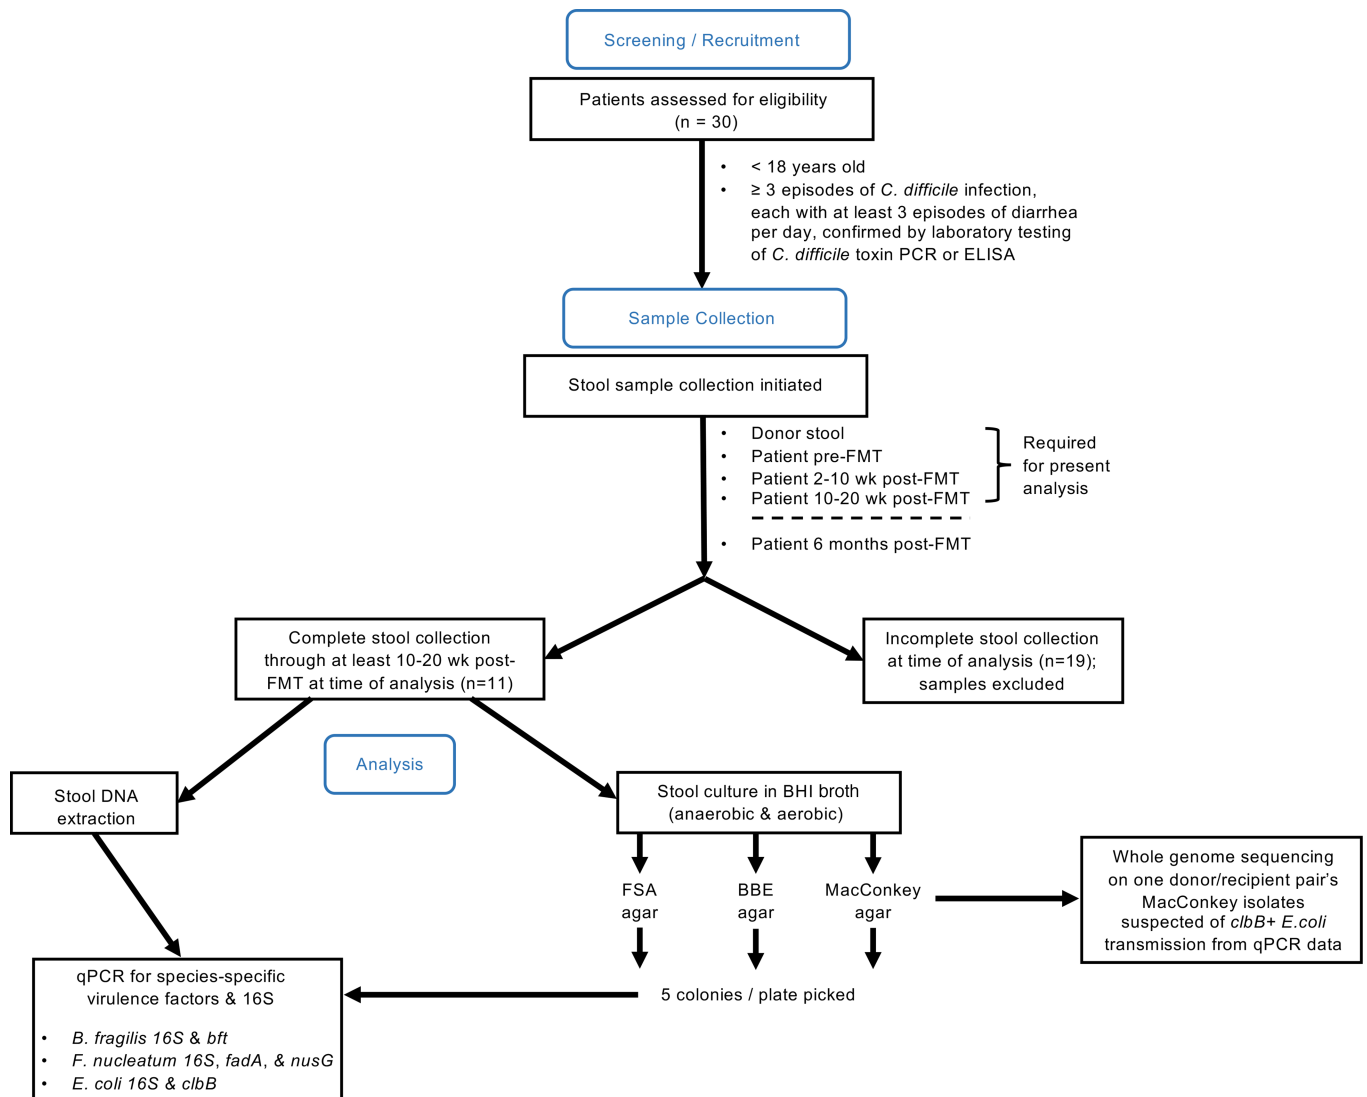 Screening / Recruitment
Patients assessed for eligibility
(n = 30)
• < 18 years old
• ≥ 3 episodes of C. difficile infection,
each with at least 3 episodes of diarrhea
per day, confirmed by laboratory testing
of C. difficile toxin PCR or ELISA
Sample Collection
Stool sample collection initiated
• Donor stool
• Patient pre-FMT
• Patient 2-10 wk post-FMT
• Patient 10-20 wk post-FMT
Required
for present
analysis
• Patient 6 months post-FMT
Complete stool collection
through at least 10-20 wk post-
FMT at time of analysis (n=11)
Incomplete stool collection
at time of analysis (n=19);
samples excluded
Analysis
Stool DNA
extraction
Stool culture in BHI broth
(anaerobic & aerobic)
FSA
agar
BBE
agar
MacConkey
agar
Whole genome sequencing
on one donor/recipient pair's
MacConkey isolates
suspected of clbB+ E.coli
transmission from qPCR data
5 colonies / plate picked
qPCR for species-specific
virulence factors & 16S
• B. fragilis 16S & bft
• F. nucleatum 16S, fadA, & nusG
• E. coli 16S & clbB